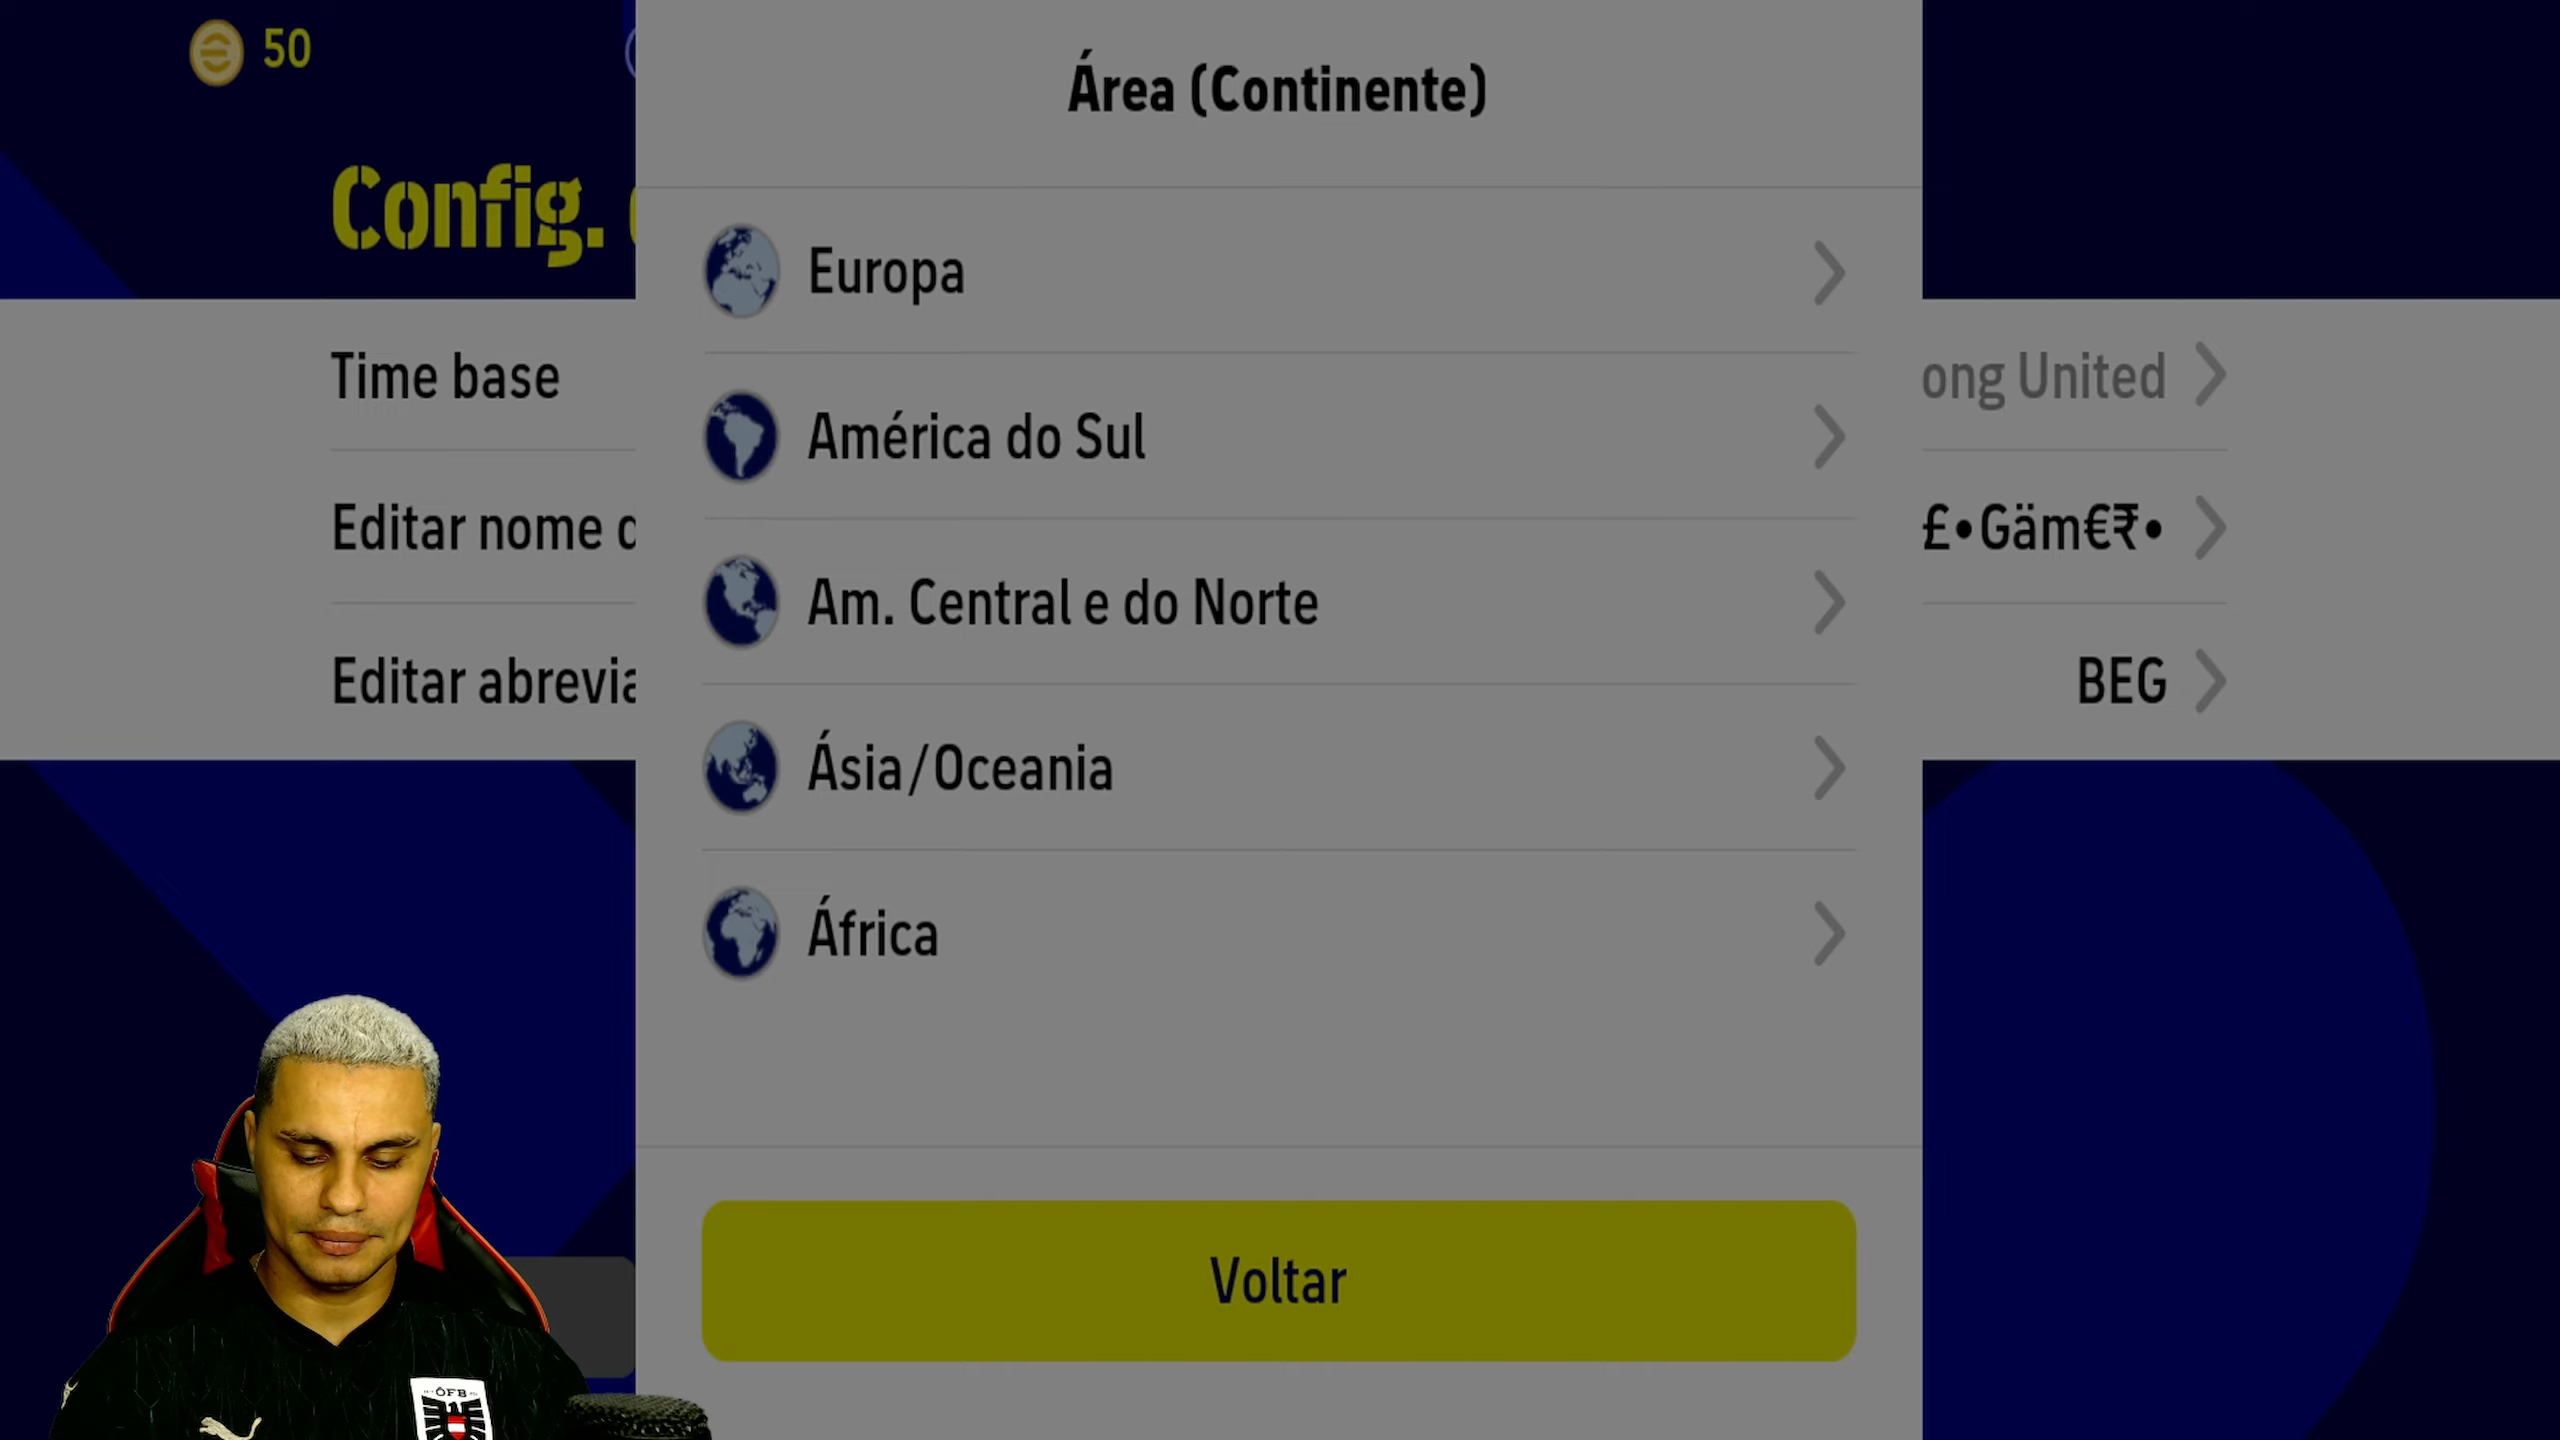 50
Área (Continente)
Config.
Europa
Time base
ong United
América do Sul
Editar nome d
£•Gäm€₹•
Am. Central e do Norte
Editar abrevia
BEG
Ásia/Oceania
África
Voltar
ÖFB